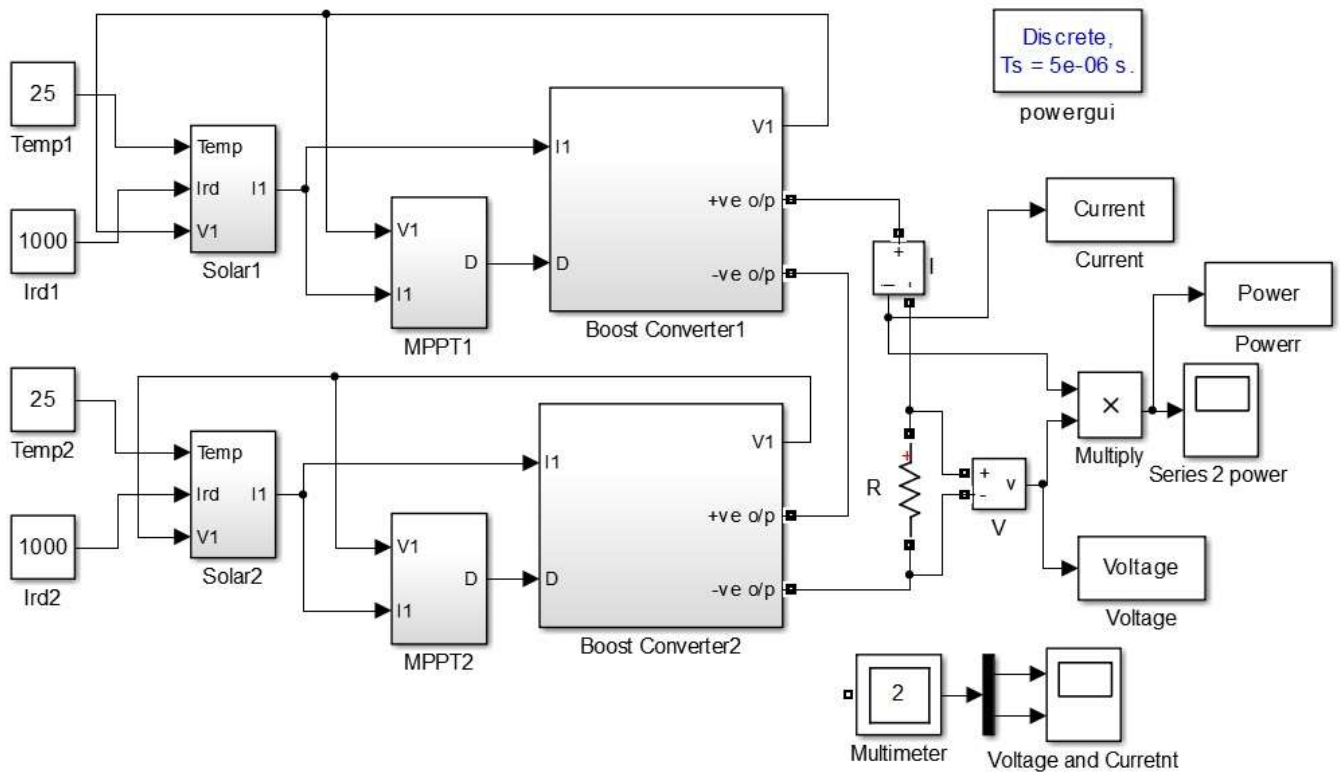 Discrete,
Ts = 5e-06 s.
powergui
25
Temp1
1000
Ird1
Temp
Ird
V1
I1
Solar1
V1
I1
D
MPPT1
I1
D
V1
+ve o/p
-ve o/p
Boost Converter1
+
-
I
Current
Current
Power
Powerr
25
Temp2
1000
Ird2
Temp
Ird
V1
I1
Solar2
V1
I1
D
MPPT2
I1
D
V1
+ve o/p
-ve o/p
Boost Converter2
+
R
+
-
v
V
×
Multiply
Series 2 power
Voltage
Voltage
2
Multimeter
Voltage and Curretnt